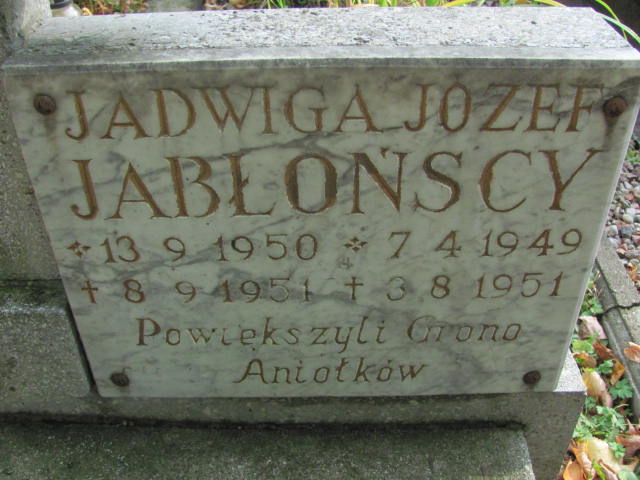 JADWIGA JÓZEF
JABŁOŃSCY
13 9 1950 7 4 1949
† 8 9 1951 † 3 8 1951
Powiększyli Grono
Aniołków